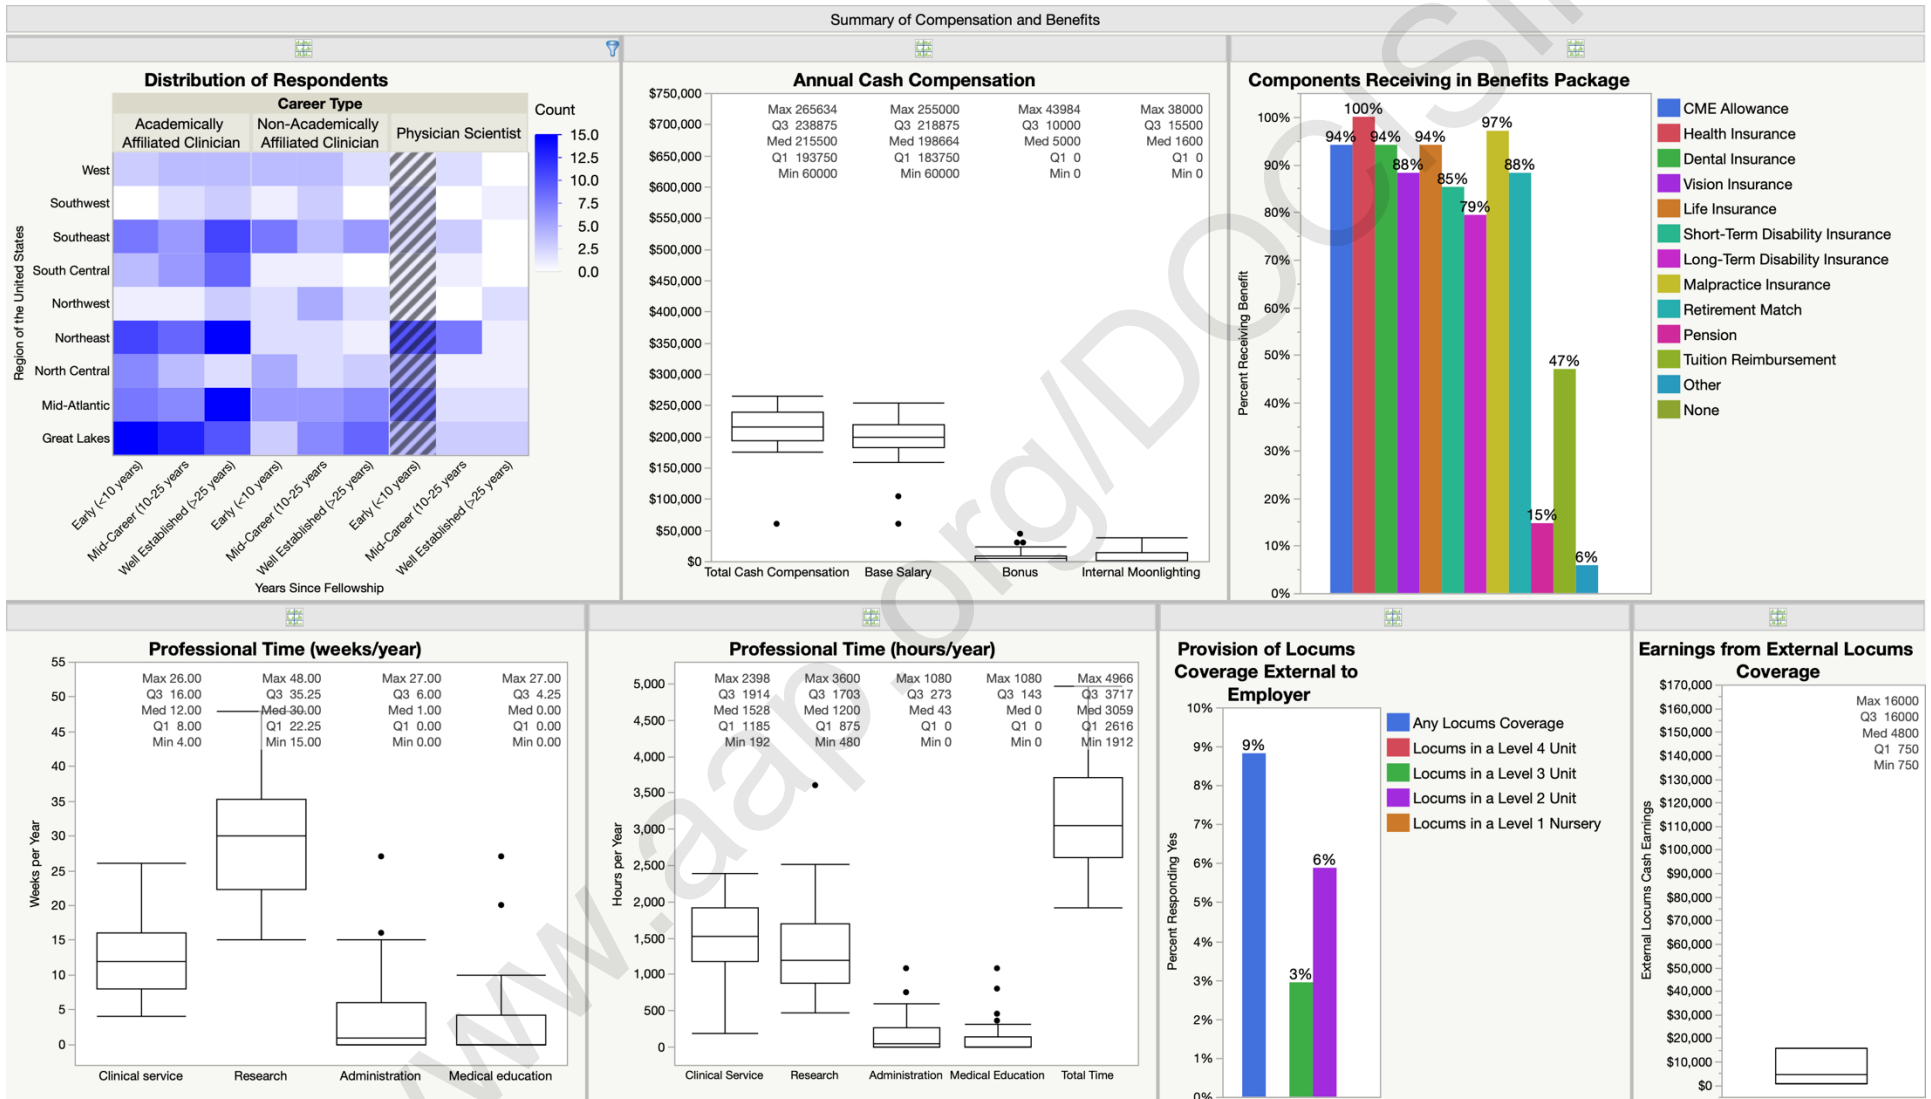 Summary of Compensation and Benefits
Distribution of Respondents
Career Type
Academically
Affiliated Clinician
Non-Academically
Affiliated Clinician
Physician Scientist
Count
15.0
12.5
10.0
7.5
5.0
2.5
0.0
Region of the United States
West
Southwest
Southeast
South Central
Northwest
Northeast
North Central
Mid-Atlantic
Great Lakes
Early (<10 years)
Mid-Career (10-25 years
Well Established (>25 years)
Early (<10 years)
Mid-Career (10-25 years
Well Established (>25 years)
Early (<10 years)
Mid-Career (10-25 years
Well Established (>25 years)
Years Since Fellowship
Annual Cash Compensation
$750,000
$700,000
$650,000
$600,000
$550,000
$500,000
$450,000
$400,000
$350,000
$300,000
$250,000
$200,000
$150,000
$100,000
$50,000
$0
Max 265634
Q3 238875
Med 215500
Q1 193750
Min 60000
Max 255000
Q3 218875
Med 198664
Q1 183750
Min 60000
Max 43984
Q3 10000
Med 5000
Q1 0
Min 0
Max 38000
Q3 15500
Med 1600
Q1 0
Min 0
Total Cash Compensation
Base Salary
Bonus
Internal Moonlighting
Components Receiving in Benefits Package
Percent Receiving Benefit
100%
90%
80%
70%
60%
50%
40%
30%
20%
10%
0%
94%
100%
94%
88%
94%
85%
79%
97%
88%
15%
47%
6%
CME Allowance
Health Insurance
Dental Insurance
Vision Insurance
Life Insurance
Short-Term Disability Insurance
Long-Term Disability Insurance
Malpractice Insurance
Retirement Match
Pension
Tuition Reimbursement
Other
None
Professional Time (weeks/year)
Weeks per Year
55
50
45
40
35
30
25
20
15
10
5
0
Max 26.00
Q3 16.00
Med 12.00
Q1 8.00
Min 4.00
Max 48.00
Q3 35.25
Med 30.00
Q1 22.25
Min 15.00
Max 27.00
Q3 6.00
Med 1.00
Q1 0.00
Min 0.00
Max 27.00
Q3 4.25
Med 0.00
Q1 0.00
Min 0.00
Clinical service
Research
Administration
Medical education
Professional Time (hours/year)
Hours per Year
5,000
4,500
4,000
3,500
3,000
2,500
2,000
1,500
1,000
500
0
Max 2398
Q3 1914
Med 1528
Q1 1185
Min 192
Max 3600
Q3 1703
Med 1200
Q1 875
Min 480
Max 1080
Q3 273
Med 43
Q1 0
Min 0
Max 1080
Q3 143
Med 0
Q1 0
Min 0
Max 4966
Q3 3717
Med 3059
Q1 2616
Min 1912
Clinical Service
Research
Administration
Medical Education
Total Time
Provision of Locums
Coverage External to
Employer
Percent Responding Yes
10%
9%
8%
7%
6%
5%
4%
3%
2%
1%
0%
9%
3%
6%
Any Locums Coverage
Locums in a Level 4 Unit
Locums in a Level 3 Unit
Locums in a Level 2 Unit
Locums in a Level 1 Nursery
Earnings from External Locums
Coverage
External Locums Cash Earnings
$170,000
$160,000
$150,000
$140,000
$130,000
$120,000
$110,000
$100,000
$90,000
$80,000
$70,000
$60,000
$50,000
$40,000
$30,000
$20,000
$10,000
$0
Max 16000
Q3 16000
Med 4800
Q1 750
Min 750